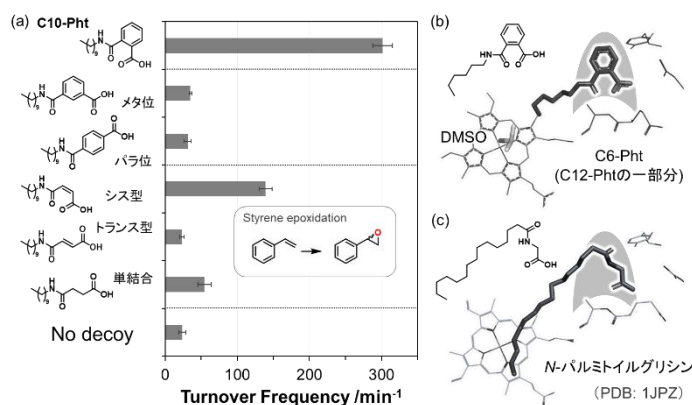 (a)
C10-Pht
メタ位
パラ位
シス型
トランス型
単結合
No decoy
Styrene epoxidation
0
100
200
300
400
Turnover Frequency /min-1
(b)
DMSO
C6-Pht
(C12-Phtの一部分)
(c)
N-パルミトイルグリシン
(PDB: 1JPZ)